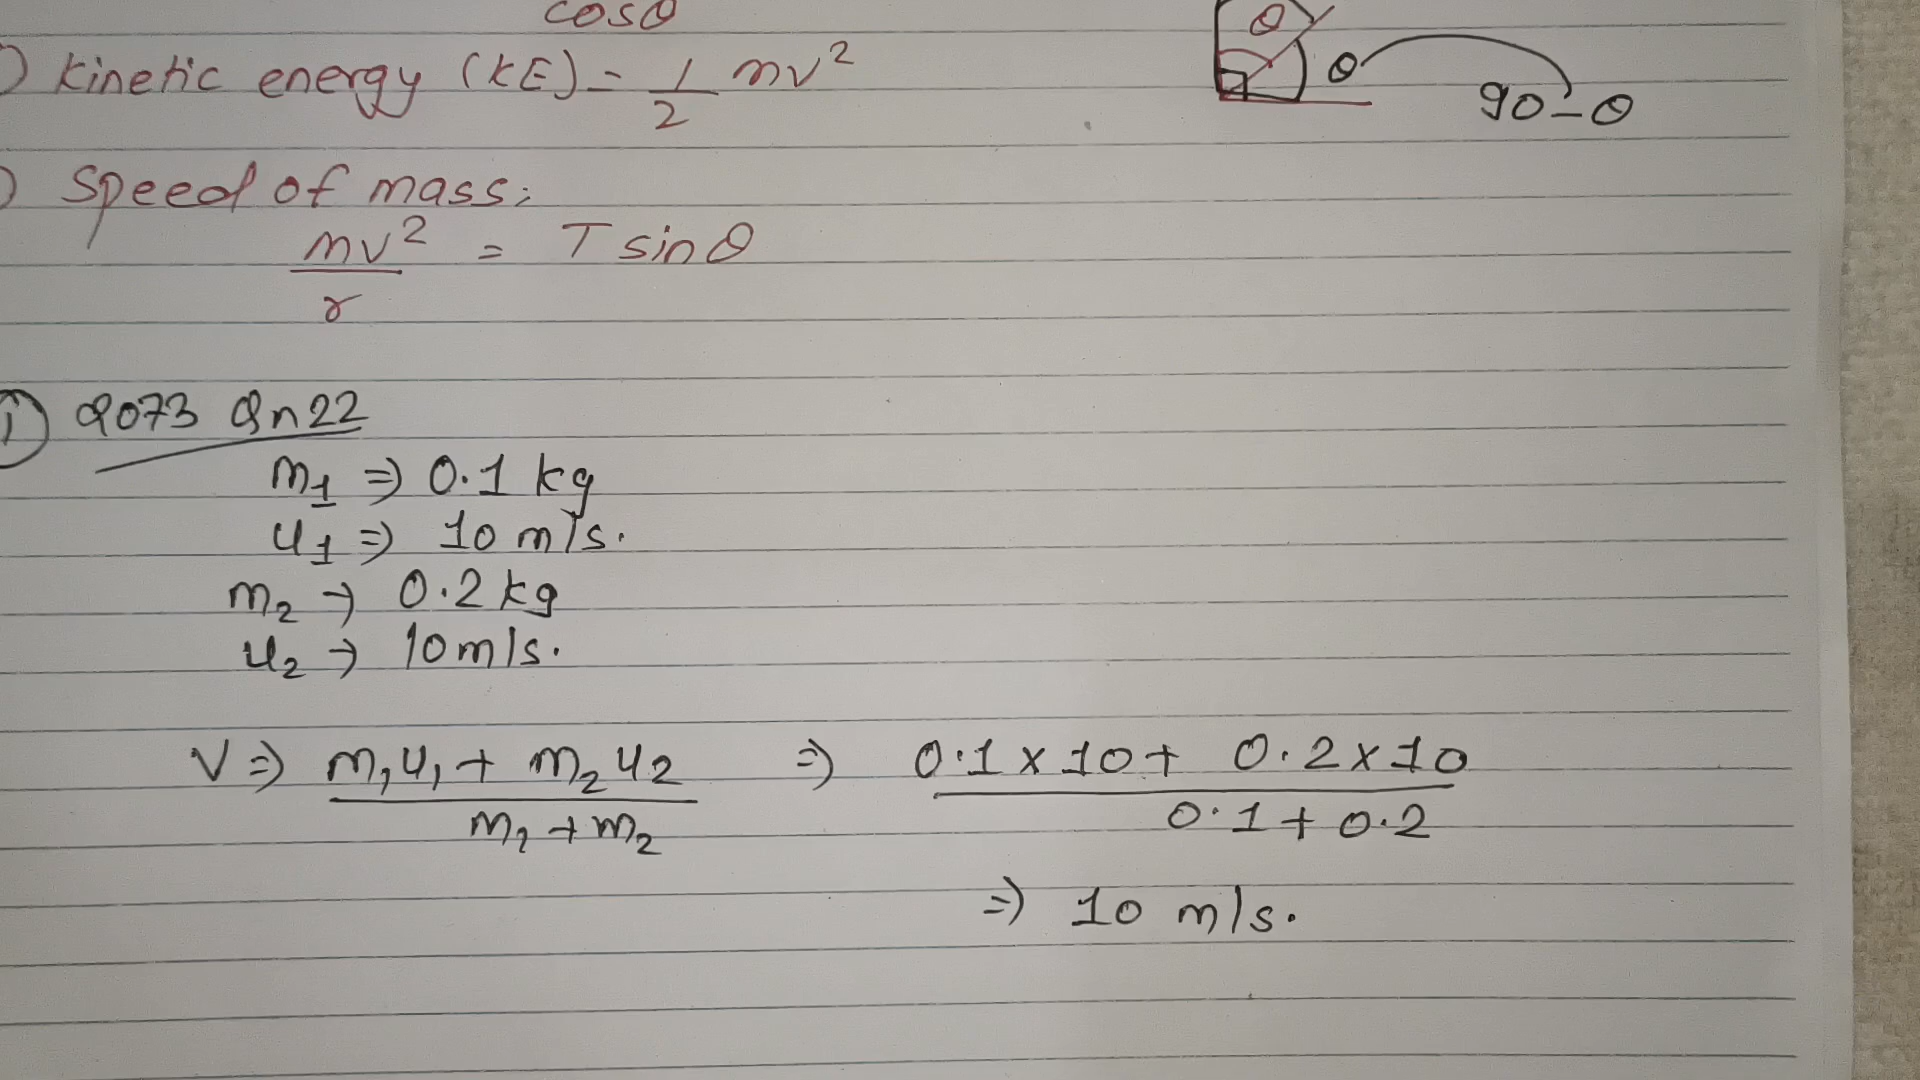 cosθ
) Kinetic energy (KE) = 1/2 mv²
θ
θ
90-θ
) Speed of mass:
mv²/r = T sinθ
① 2073 Qn22
m₁ ⇒ 0.1 kg
u₁ ⇒ 10 m/s.
m₂ → 0.2 kg
u₂ → 10 m/s.
V ⇒ m₁u₁ + m₂u₂ / m₁ + m₂ ⇒ 0.1 x 10 + 0.2 x 10 / 0.1 + 0.2
⇒ 10 m/s.